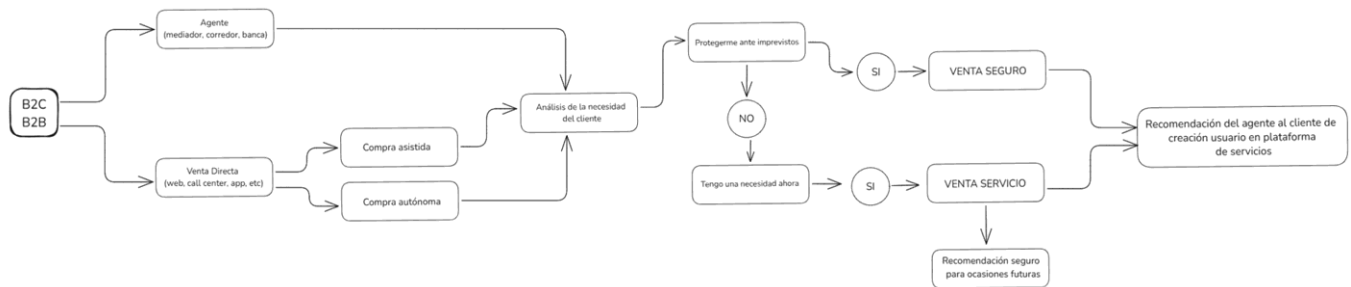 B2C
B2B
Agente
(mediador, corredor, banca)
Venta Directa
(web, call center, app, etc)
Compra asistida
Compra autónoma
Análisis de la necesidad
del cliente
Protegerme ante imprevistos
SI
VENTA SEGURO
NO
Tengo una necesidad ahora
SI
VENTA SERVICIO
Recomendación seguro
para ocasiones futuras
Recomendación del agente al cliente de
creación usuario en plataforma
de servicios